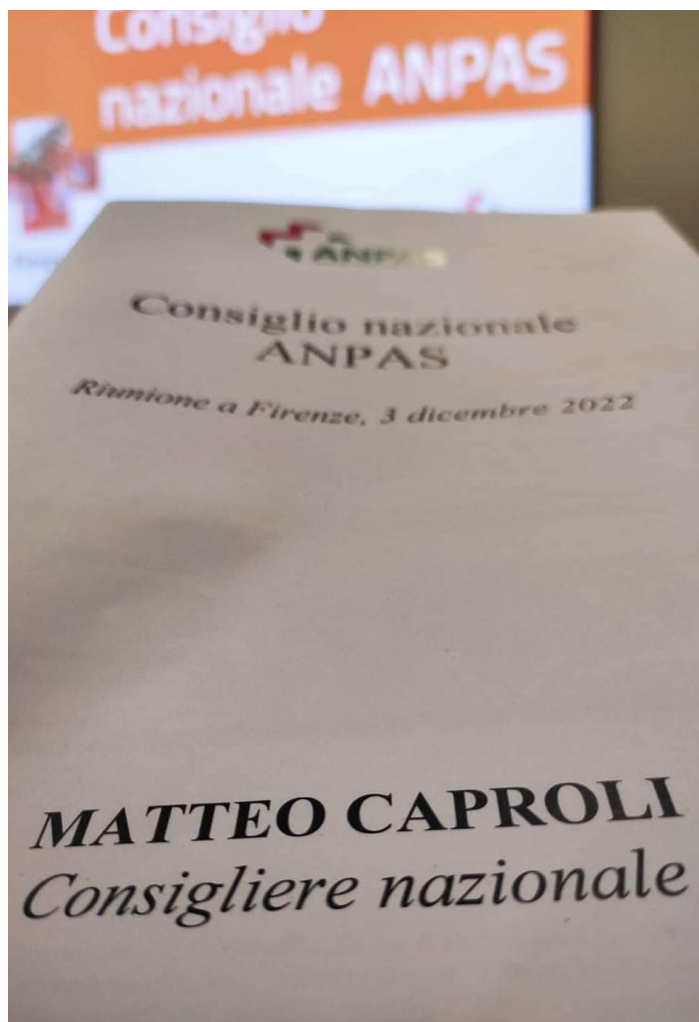 Consiglio
nazionale ANPAS
ANPAS
Consiglio nazionale
ANPAS
Riunione a Firenze, 3 dicembre 2022
MATTEO CAPROLI
Consigliere nazionale